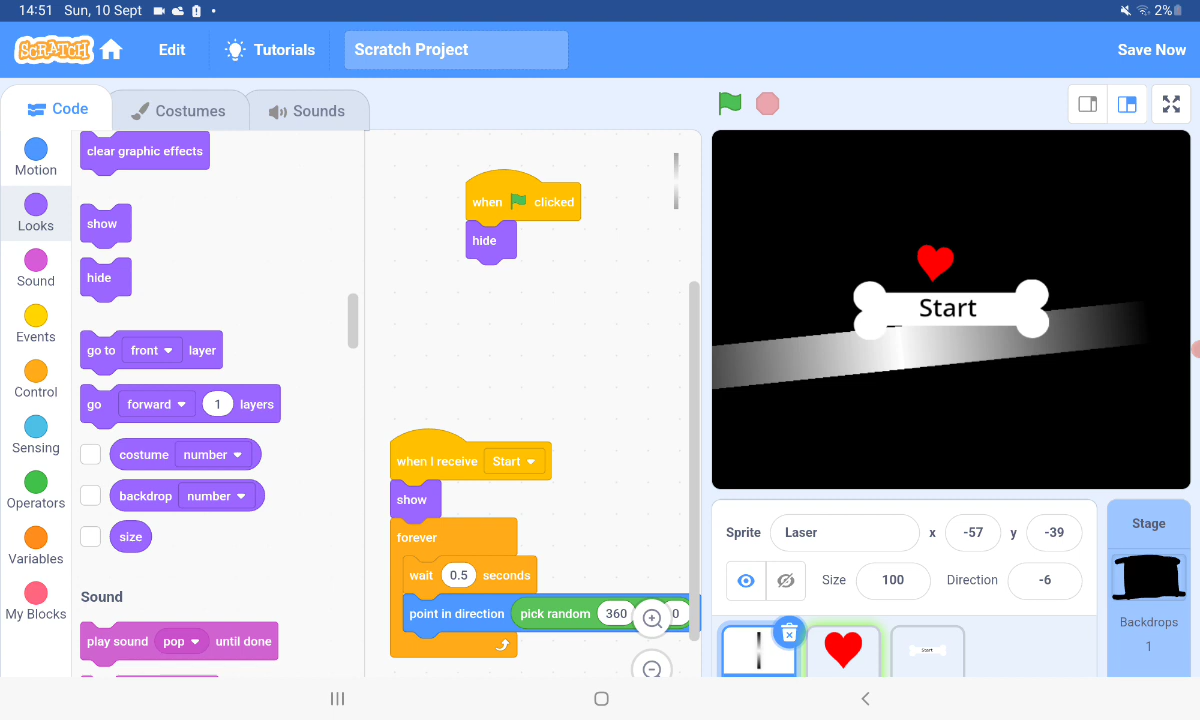 14:51 Sun, 10 Sept 2%
SCRATCH Edit Tutorials Scratch Project Save Now
Code Costumes Sounds
Motion
Looks
Sound
Events
Control
Sensing
Operators
Variables
My Blocks
clear graphic effects
show
hide
go to front layer
go forward 1 layers
costume number
backdrop number
size
Sound
play sound pop until done
when clicked
hide
when I receive Start
show
forever
wait 0.5 seconds
point in direction pick random 360 0
Start
Sprite Laser x -57 y -39
Size 100 Direction -6
Start
Stage
Backdrops
1